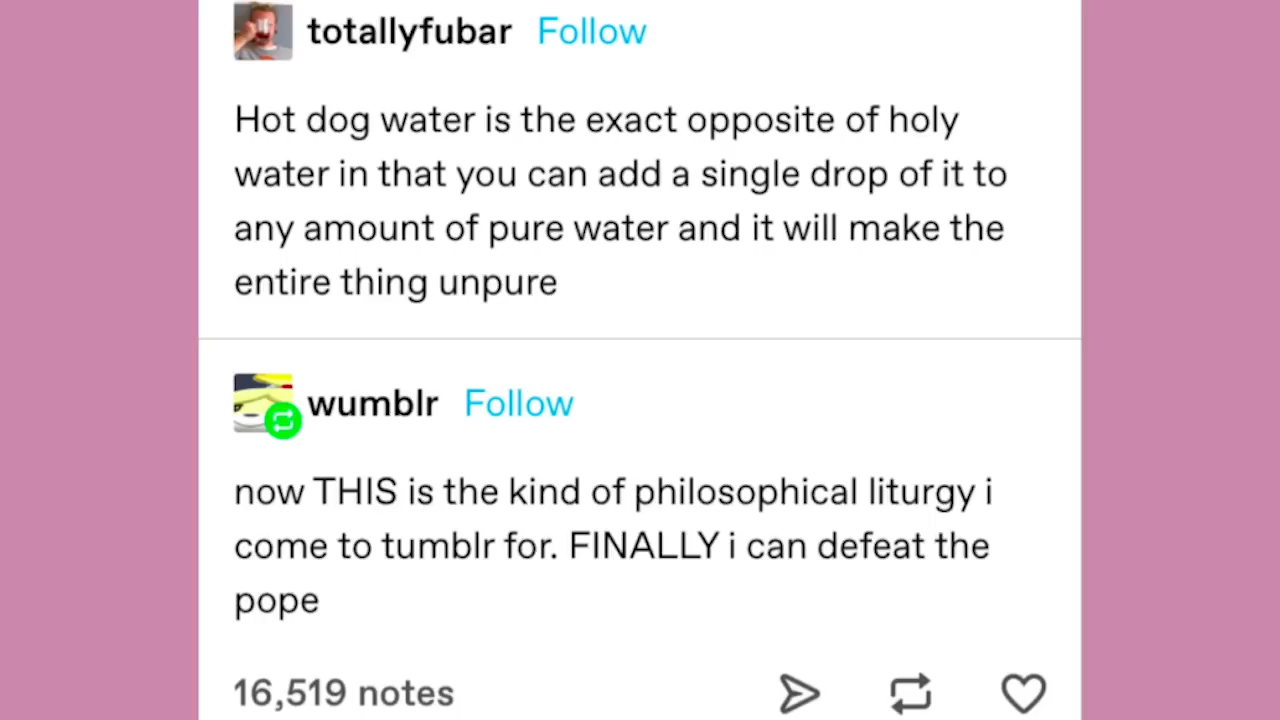 totallyfubar Follow
Hot dog water is the exact opposite of holy
water in that you can add a single drop of it to
any amount of pure water and it will make the
entire thing unpure
wumblr Follow
now THIS is the kind of philosophical liturgy i
come to tumblr for. FINALLY i can defeat the
pope
16,519 notes